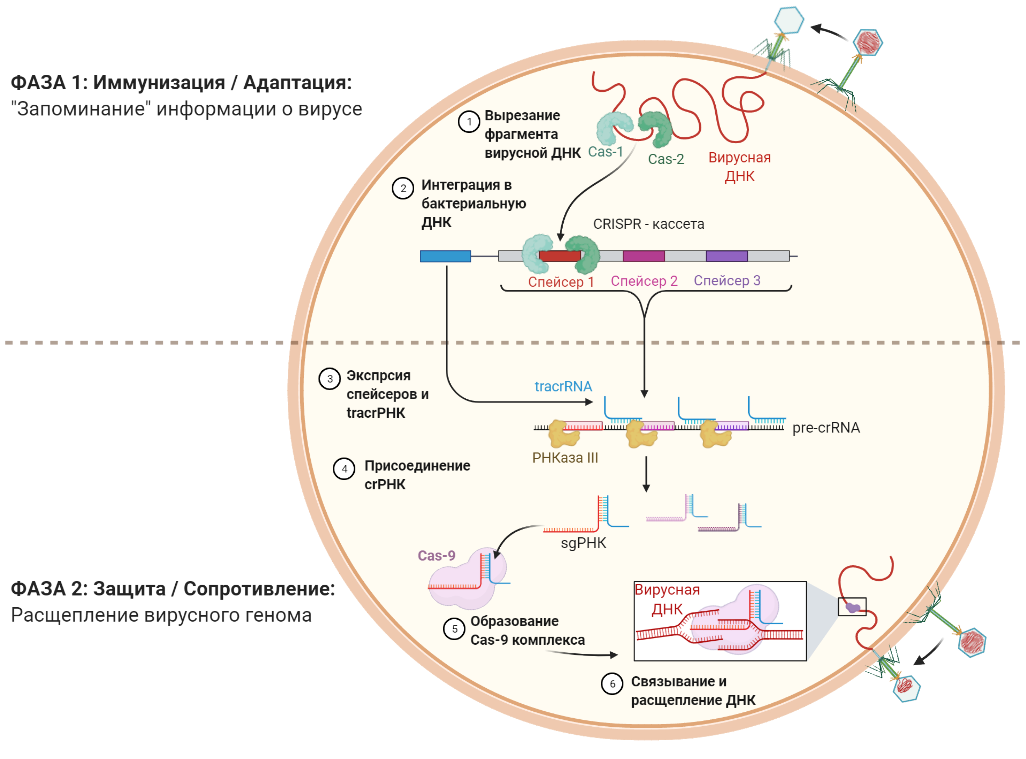 ФАЗА 1: Иммунизация / Адаптация:
"Запоминание" информации о вирусе
1
Вырезание
фрагмента
вирусной ДНК
Cas-1
Cas-2
Вирусная
ДНК
2
Интеграция в
бактериальную
ДНК
CRISPR - кассета
Спейсер 1
Спейсер 2
Спейсер 3
3
Экспрсия
спейсеров и
tracrРНК
tracrRNA
pre-crRNA
РНКаза III
4
Присоединение
crРНК
sgРНК
Cas-9
ФАЗА 2: Защита / Сопротивление:
Расщепление вирусного генома
5
Образование
Cas-9 комплекса
Вирусная
ДНК
6
Связывание и
расщепление ДНК